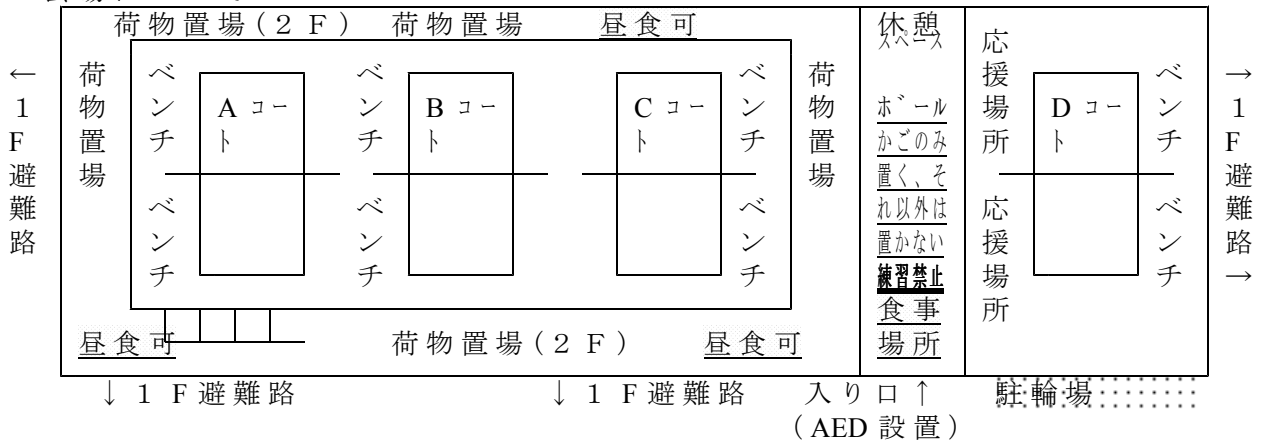 荷物置場(2F) 荷物置場 昼食可
休憩
スペース
←1F避難路
荷物置場
ベンチ
Aコート
ベンチ
Bコート
Cコート
ベンチ
荷物置場
ボール
かごのみ
置く、そ
れ以外は
置かない
練習禁止
食事
場所
応援場所
Dコート
ベンチ
→1F避難路→
ベンチ
ベンチ
ベンチ
応援場所
ベンチ
昼食可
荷物置場(2F)
昼食可
↓1F避難路
↓1F避難路
入り口↑
駐輪場
(AED設置)